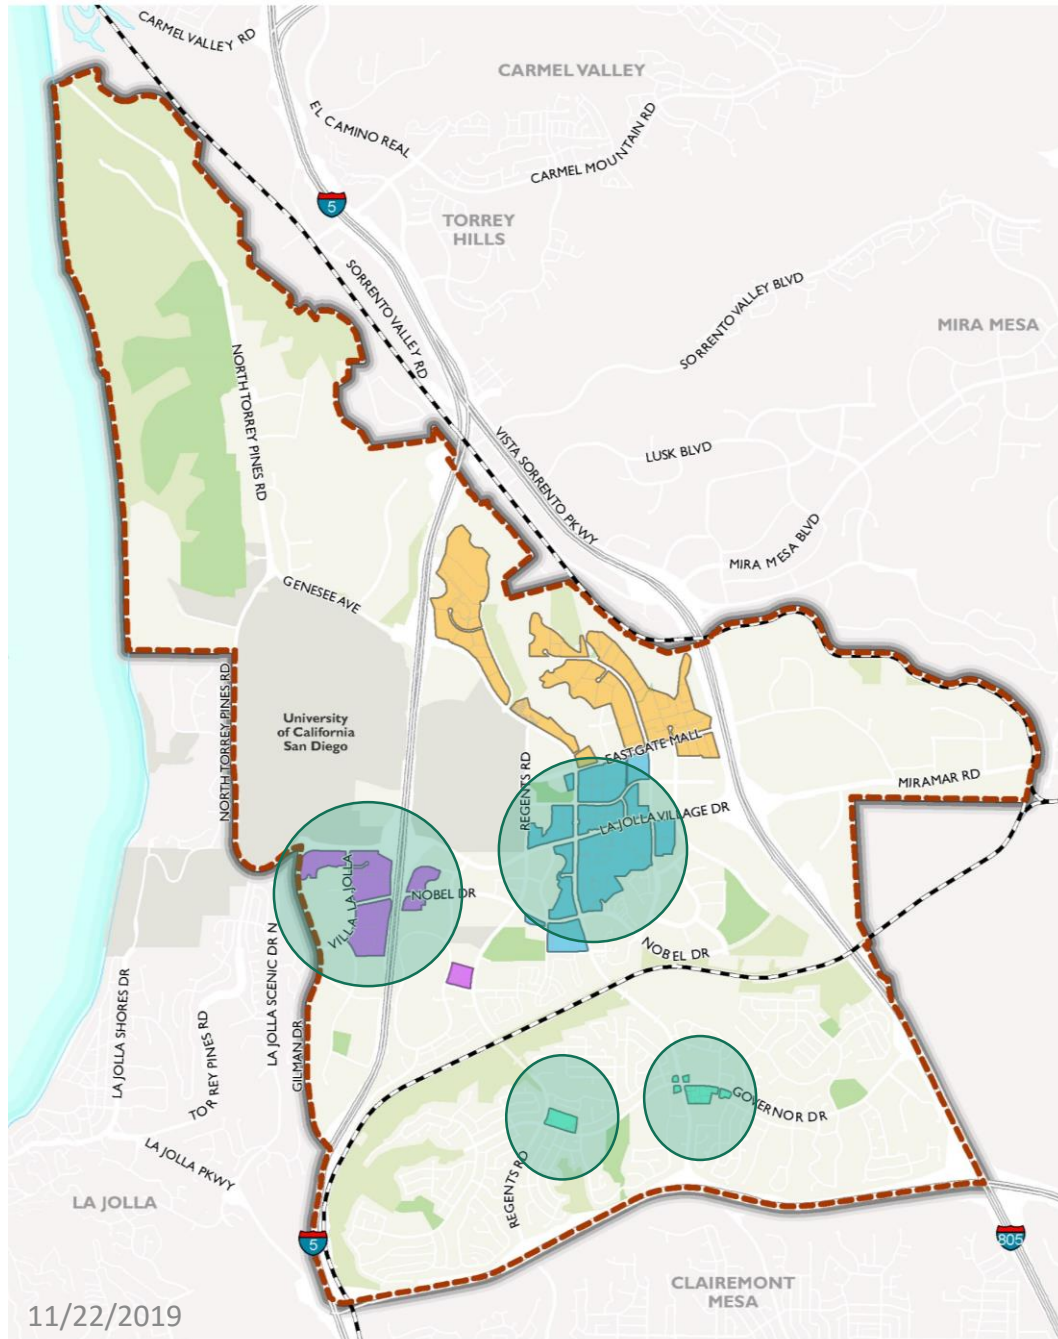 CARMEL VALLEY RD
CARMEL VALLEY
EL CAMINO REAL
CARMEL MOUNTAIN RD
5
TORREY
HILLS
SORRENTO VALLEY RD
SORRENTO VALLEY BLVD
MIRA MESA
NORTH TORREY PINES RD
VISTA SORRENTO PKWY
LUSK BLVD
MIRA MESA BLVD
GENESEE AVE
NORTH TORREY PINES RD
University
of California
San Diego
REGENTS RD
EASTGATE MALL
MIRAMAR RD
LA JOLLA VILLAGE DR
VILLA LA JOLLA
NOBEL DR
NOBEL DR
LA JOLLA SHORES DR
TORREY PINES RD
LA JOLLA SCENIC DR N
GILMAN DR
GOVERNOR DR
REGENTS RD
LA JOLLA PKWY
LA JOLLA
5
805
CLAIREMONT
MESA
11/22/2019